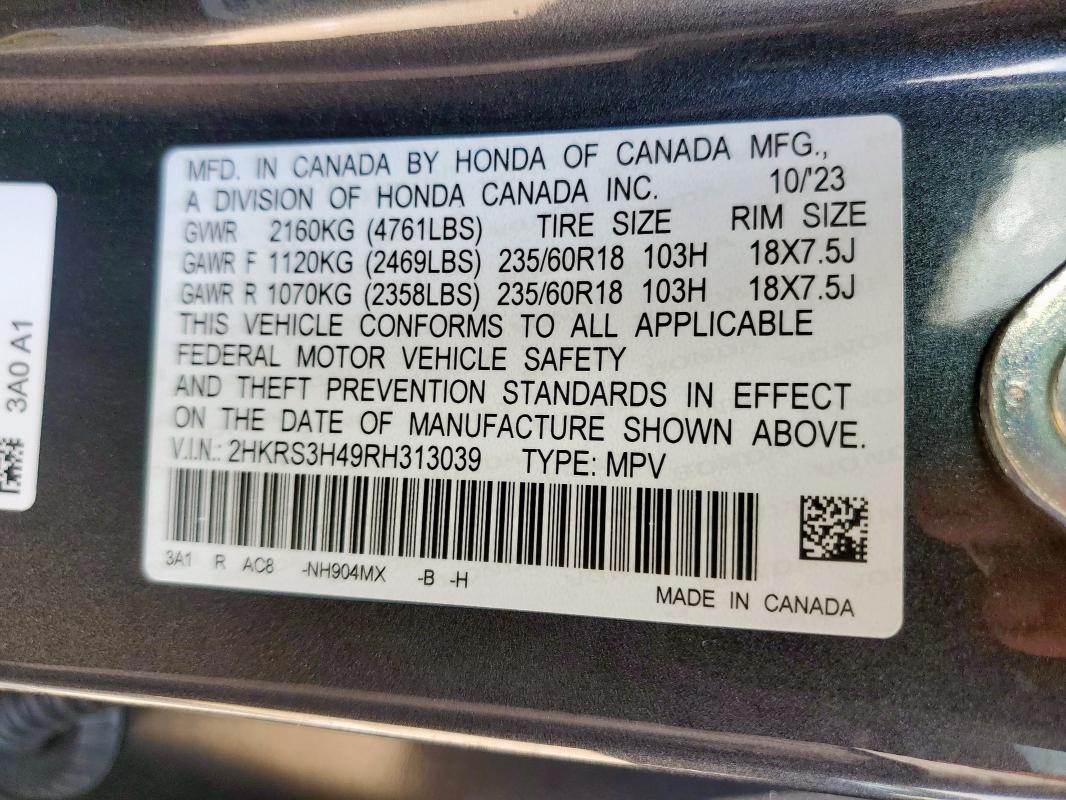 MFD. IN CANADA BY HONDA OF CANADA MFG.,
A DIVISION OF HONDA CANADA INC. 10/'23
GVWR 2160KG (4761LBS) TIRE SIZE RIM SIZE
GAWR F 1120KG (2469LBS) 235/60R18 103H 18X7.5J
GAWR R 1070KG (2358LBS) 235/60R18 103H 18X7.5J
THIS VEHICLE CONFORMS TO ALL APPLICABLE
FEDERAL MOTOR VEHICLE SAFETY
AND THEFT PREVENTION STANDARDS IN EFFECT
ON THE DATE OF MANUFACTURE SHOWN ABOVE.
V.I.N.: 2HKRS3H49RH313039 TYPE: MPV
3A1 R AC8 -NH904MX -B -H
MADE IN CANADA
3A0 A1